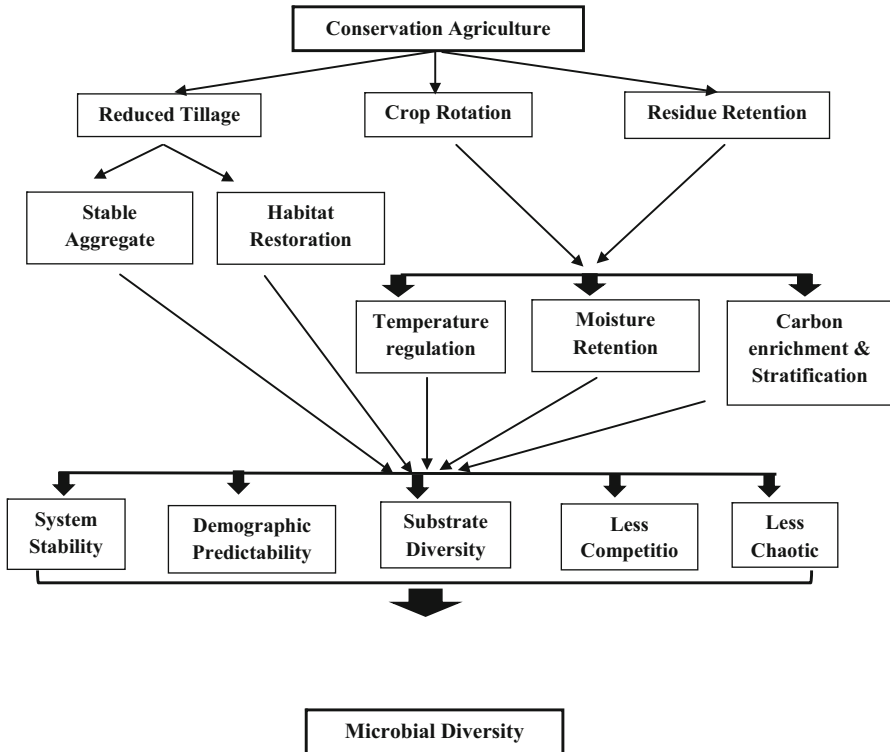 Conservation Agriculture
Reduced Tillage
Crop Rotation
Residue Retention
Stable
Aggregate
Habitat
Restoration
Temperature
regulation
Moisture
Retention
Carbon
enrichment &
Stratification
System
Stability
Demographic
Predictability
Substrate
Diversity
Less
Competitio
Less
Chaotic
Microbial Diversity